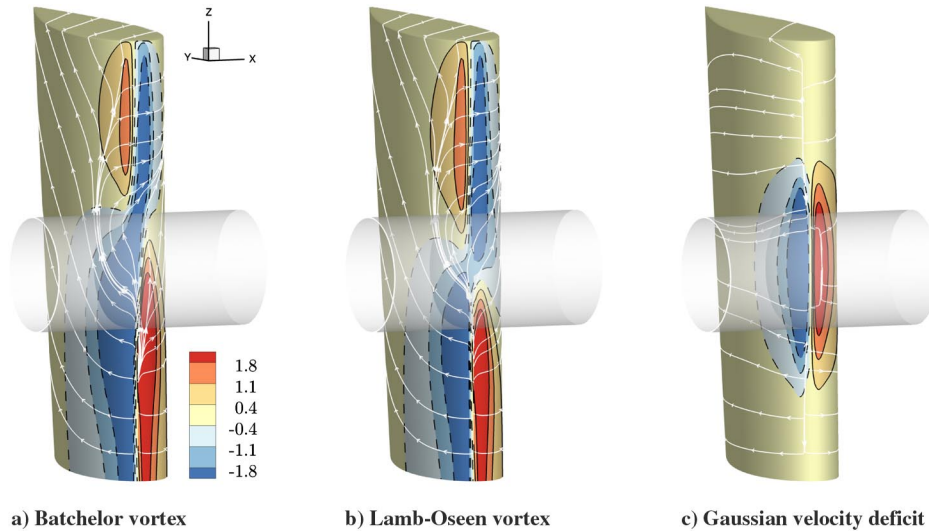 Z
Y
X
1.8
1.1
0.4
-0.4
-1.1
-1.8
a) Batchelor vortex
b) Lamb-Oseen vortex
c) Gaussian velocity deficit